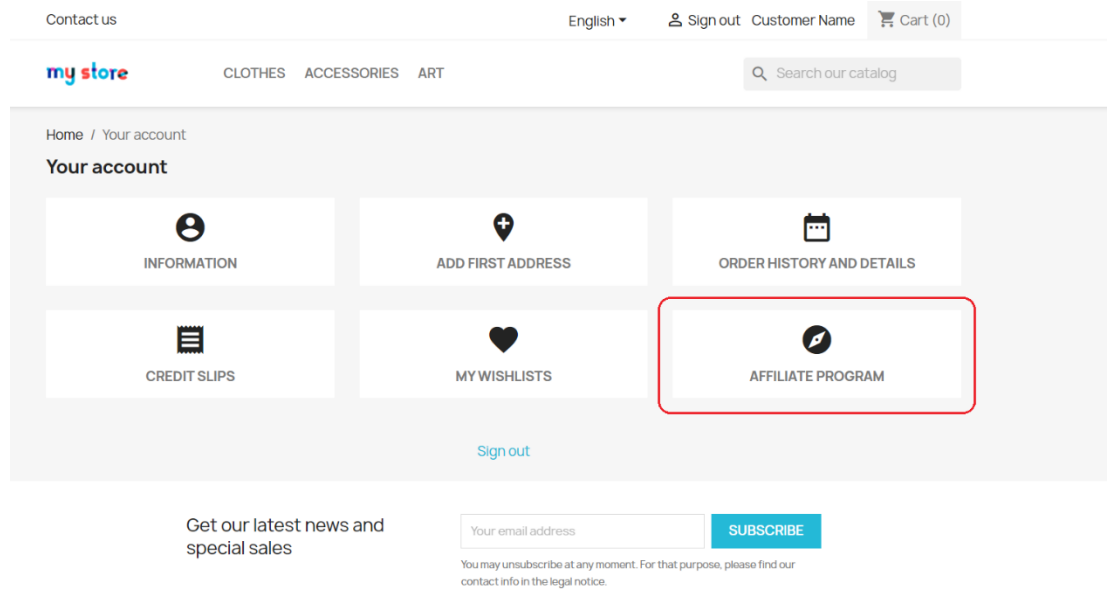 Contact us
English
Sign out Customer Name
Cart (0)
my store
CLOTHES ACCESSORIES ART
Search our catalog
Home / Your account
Your account
INFORMATION
ADD FIRST ADDRESS
ORDER HISTORY AND DETAILS
CREDIT SLIPS
MY WISHLISTS
AFFILIATE PROGRAM
Sign out
Get our latest news and
special sales
Your email address
SUBSCRIBE
You may unsubscribe at any moment. For that purpose, please find our
contact info in the legal notice.